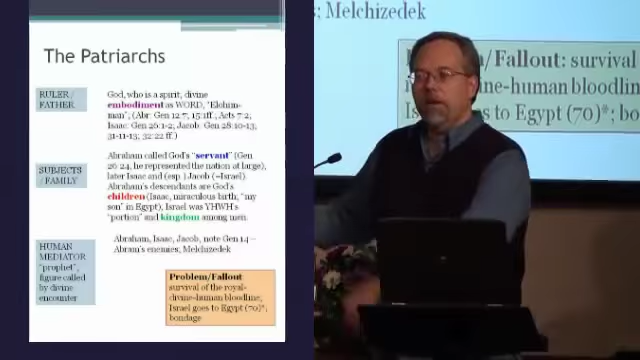 The Patriarchs
RULER /
FATHER
God, who is a spirit, divine
embodiment as WORD, "Elohim-
man", (Abr: Gen 12:7, 15:1ff., Acts 7:2;
Isaac: Gen 26:1-2; Jacob: Gen 28:10-13;
31:11-13; 32:22 ff.)
SUBJECTS
/ FAMILY
Abraham called God's "servant" (Gen
26:24, he represented the nation at large),
later Isaac and (esp.) Jacob (=Israel).
Abraham's descendants are God's
children (Isaac, miraculous birth; "my
son" in Egypt), Israel was YHWH's
"portion" and kingdom among men.
HUMAN
MEDIATOR
"prophet",
figure called
by divine
encounter
Abraham, Isaac, Jacob, note Gen 14 –
Abram's enemies; Melchizedek
Problem/Fallout:
survival of the royal-
divine-human bloodline;
Israel goes to Egypt (70)*;
bondage
s; Melchizedek
m/Fallout: survival
ne-human bloodlin
Is goes to Egypt (70)*; bo